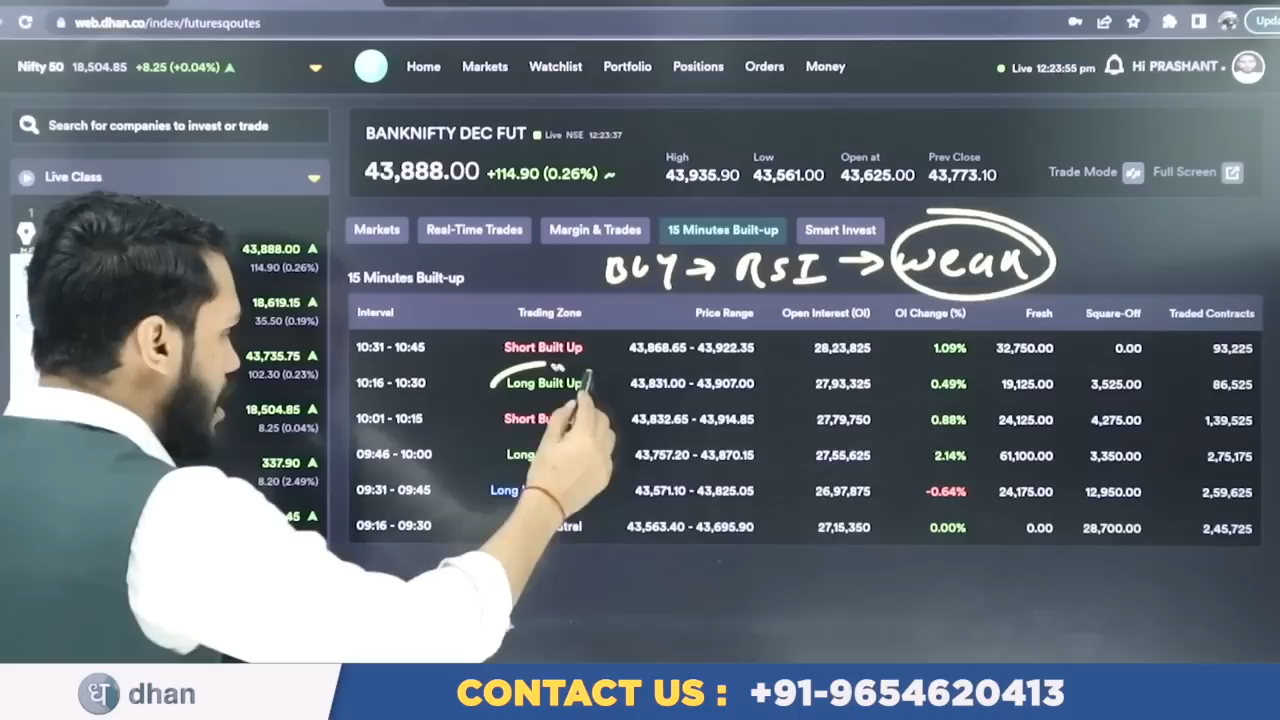 web.dhan.co/index/futuresqoutes
Nifty 50 18,504.85 +8.25 (+0.04%)
Home Markets Watchlist Portfolio Positions Orders Money
Live 12:23:55 pm Hi PRASHANT
Search for companies to invest or trade
Live Class
1
43,888.00
114.90 (0.26%)
18,619.15
35.50 (0.19%)
43,735.75
102.30 (0.23%)
18,504.85
8.25 (0.04%)
337.90
8.20 (2.49%)
BANKNIFTY DEC FUT Live NSE 12:23:37
43,888.00 +114.90 (0.26%)
High Low Open at Prev Close
43,935.90 43,561.00 43,625.00 43,773.10
Trade Mode Full Screen
Markets Real-Time Trades Margin & Trades 15 Minutes Built-up Smart Invest
BUY → RSI → weak
15 Minutes Built-up
Interval Trading Zone Price Range Open Interest (OI) OI Change (%) Fresh Square-Off Traded Contracts
10:31 - 10:45 Short Built Up 43,868.65 - 43,922.35 28,23,825 1.09% 32,750.00 0.00 93,225
10:16 - 10:30 Long Built Up 43,831.00 - 43,907.00 27,93,325 0.49% 19,125.00 3,525.00 86,525
10:01 - 10:15 Short 43,832.65 - 43,914.85 27,79,750 0.88% 24,125.00 4,275.00 1,39,525
09:46 - 10:00 Long 43,757.20 - 43,870.15 27,55,625 2.14% 61,100.00 3,350.00 2,75,175
09:31 - 09:45 Long 43,571.10 - 43,825.05 26,97,875 -0.64% 24,175.00 12,950.00 2,59,625
09:16 - 09:30 43,563.40 - 43,695.90 27,15,350 0.00% 0.00 28,700.00 2,45,725
ध dhan
CONTACT US : +91-9654620413